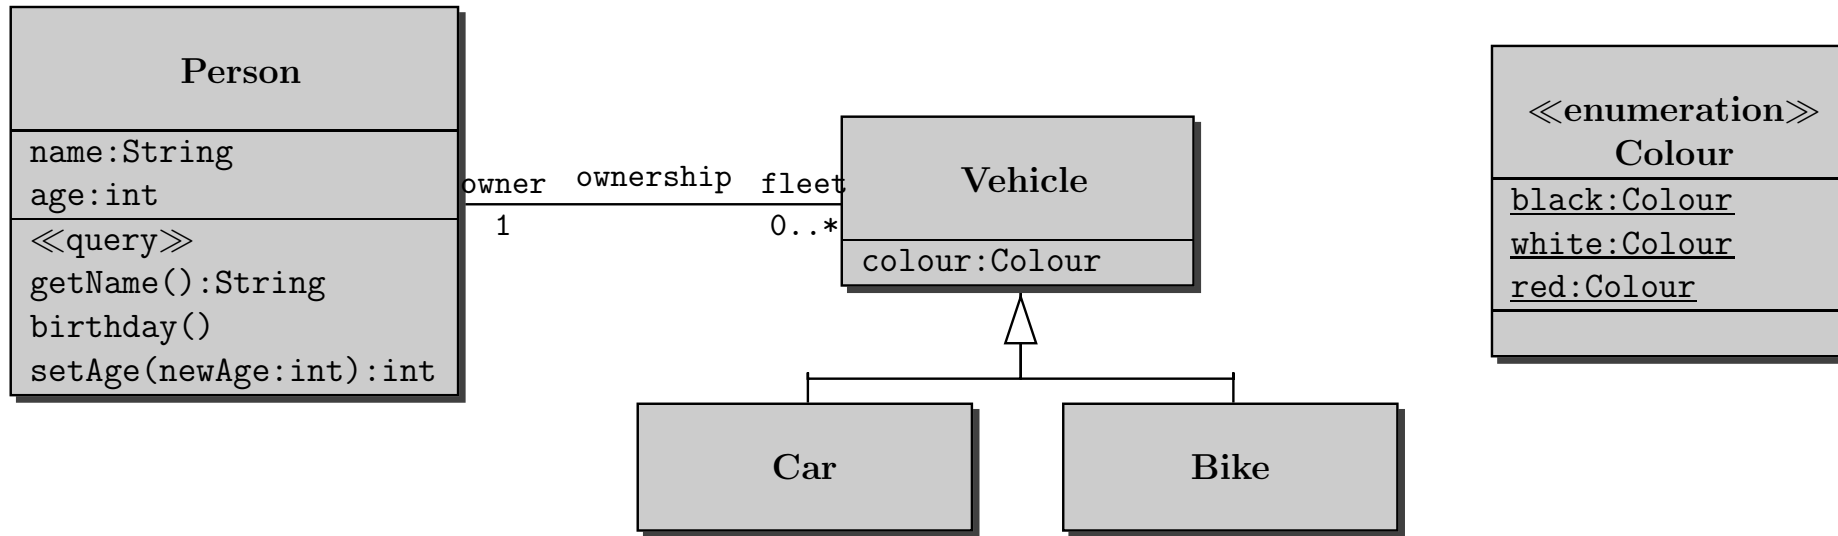 Person
name:String
age:int
≪query≫
getName():String
birthday()
setAge(newAge:int):int
owner
ownership
fleet
1
0..*
Vehicle
colour:Colour
Car
Bike
≪enumeration≫
Colour
black:Colour
white:Colour
red:Colour